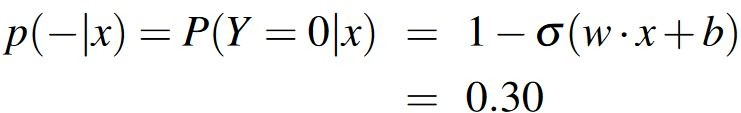 p(−|x) = P(Y = 0|x) = 1 − σ(w · x + b)
= 0.30